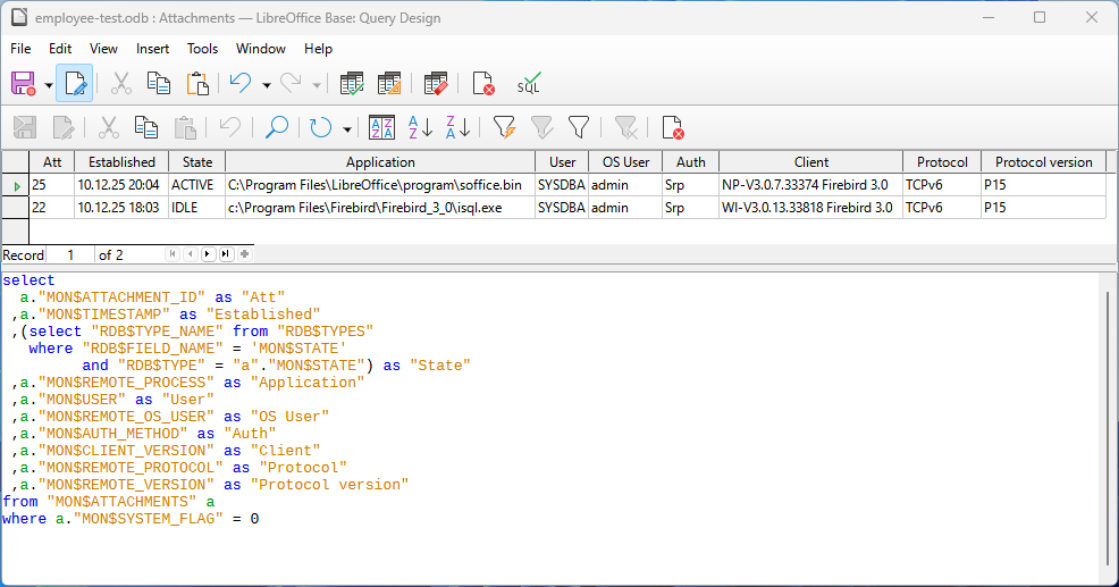 employee-test.odb : Attachments — LibreOffice Base: Query Design
File Edit View Insert Tools Window Help
SQL
A Z Z A A Z Z A
Att Established State Application User OS User Auth Client Protocol Protocol version
25 10.12.25 20:04 ACTIVE C:\Program Files\LibreOffice\program\soffice.bin SYSDBA admin Srp NP-V3.0.7.33374 Firebird 3.0 TCPv6 P15
22 10.12.25 18:03 IDLE c:\Program Files\Firebird\Firebird_3_0\isql.exe SYSDBA admin Srp WI-V3.0.13.33818 Firebird 3.0 TCPv6 P15
Record 1 of 2
select
  a."MON$ATTACHMENT_ID" as "Att"
 ,a."MON$TIMESTAMP" as "Established"
 ,(select "RDB$TYPE_NAME" from "RDB$TYPES"
   where "RDB$FIELD_NAME" = 'MON$STATE'
         and "RDB$TYPE" = "a"."MON$STATE") as "State"
 ,a."MON$REMOTE_PROCESS" as "Application"
 ,a."MON$USER" as "User"
 ,a."MON$REMOTE_OS_USER" as "OS User"
 ,a."MON$AUTH_METHOD" as "Auth"
 ,a."MON$CLIENT_VERSION" as "Client"
 ,a."MON$REMOTE_PROTOCOL" as "Protocol"
 ,a."MON$REMOTE_VERSION" as "Protocol version"
from "MON$ATTACHMENTS" a
where a."MON$SYSTEM_FLAG" = 0